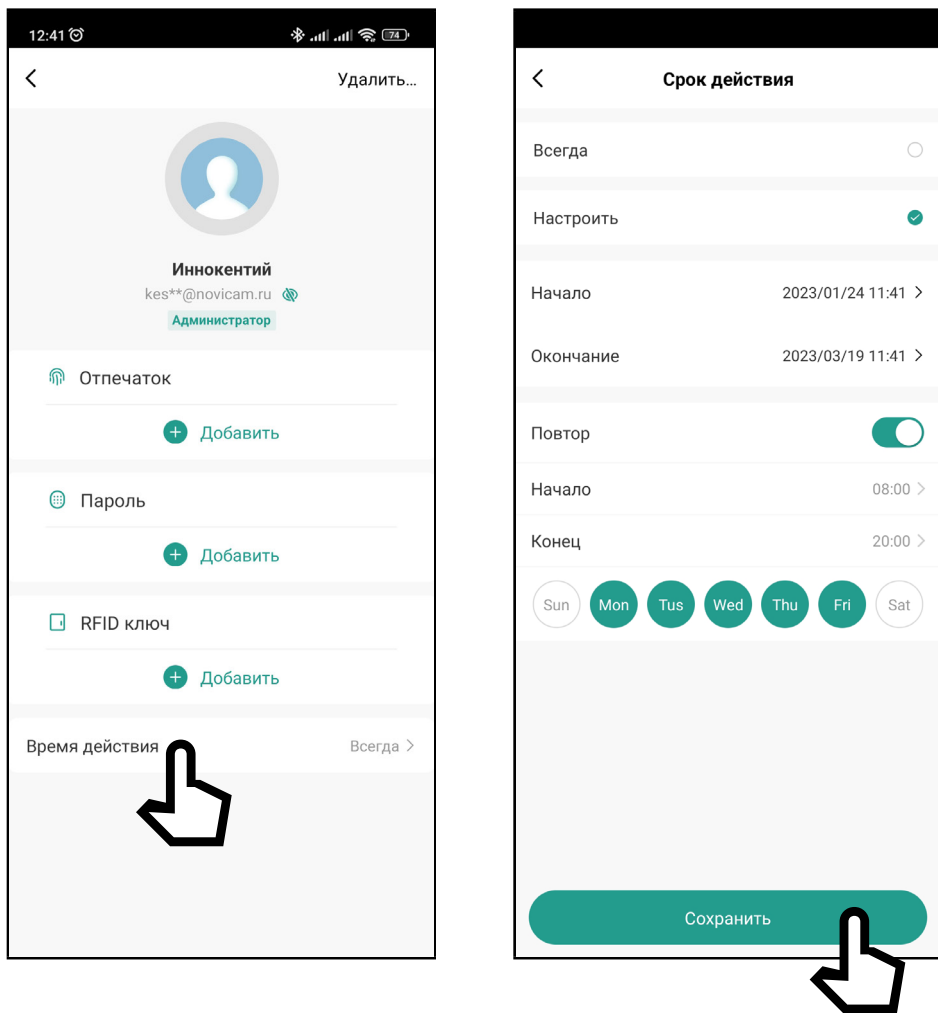 12:41
74
Удалить...
Иннокентий
kes**@novicam.ru
Администратор
Отпечаток
Добавить
Пароль
Добавить
RFID ключ
Добавить
Время действия
Всегда
Срок действия
Всегда
Настроить
Начало 2023/01/24 11:41
Окончание 2023/03/19 11:41
Повтор
Начало 08:00
Конец 20:00
Sun Mon Tus Wed Thu Fri Sat
Сохранить